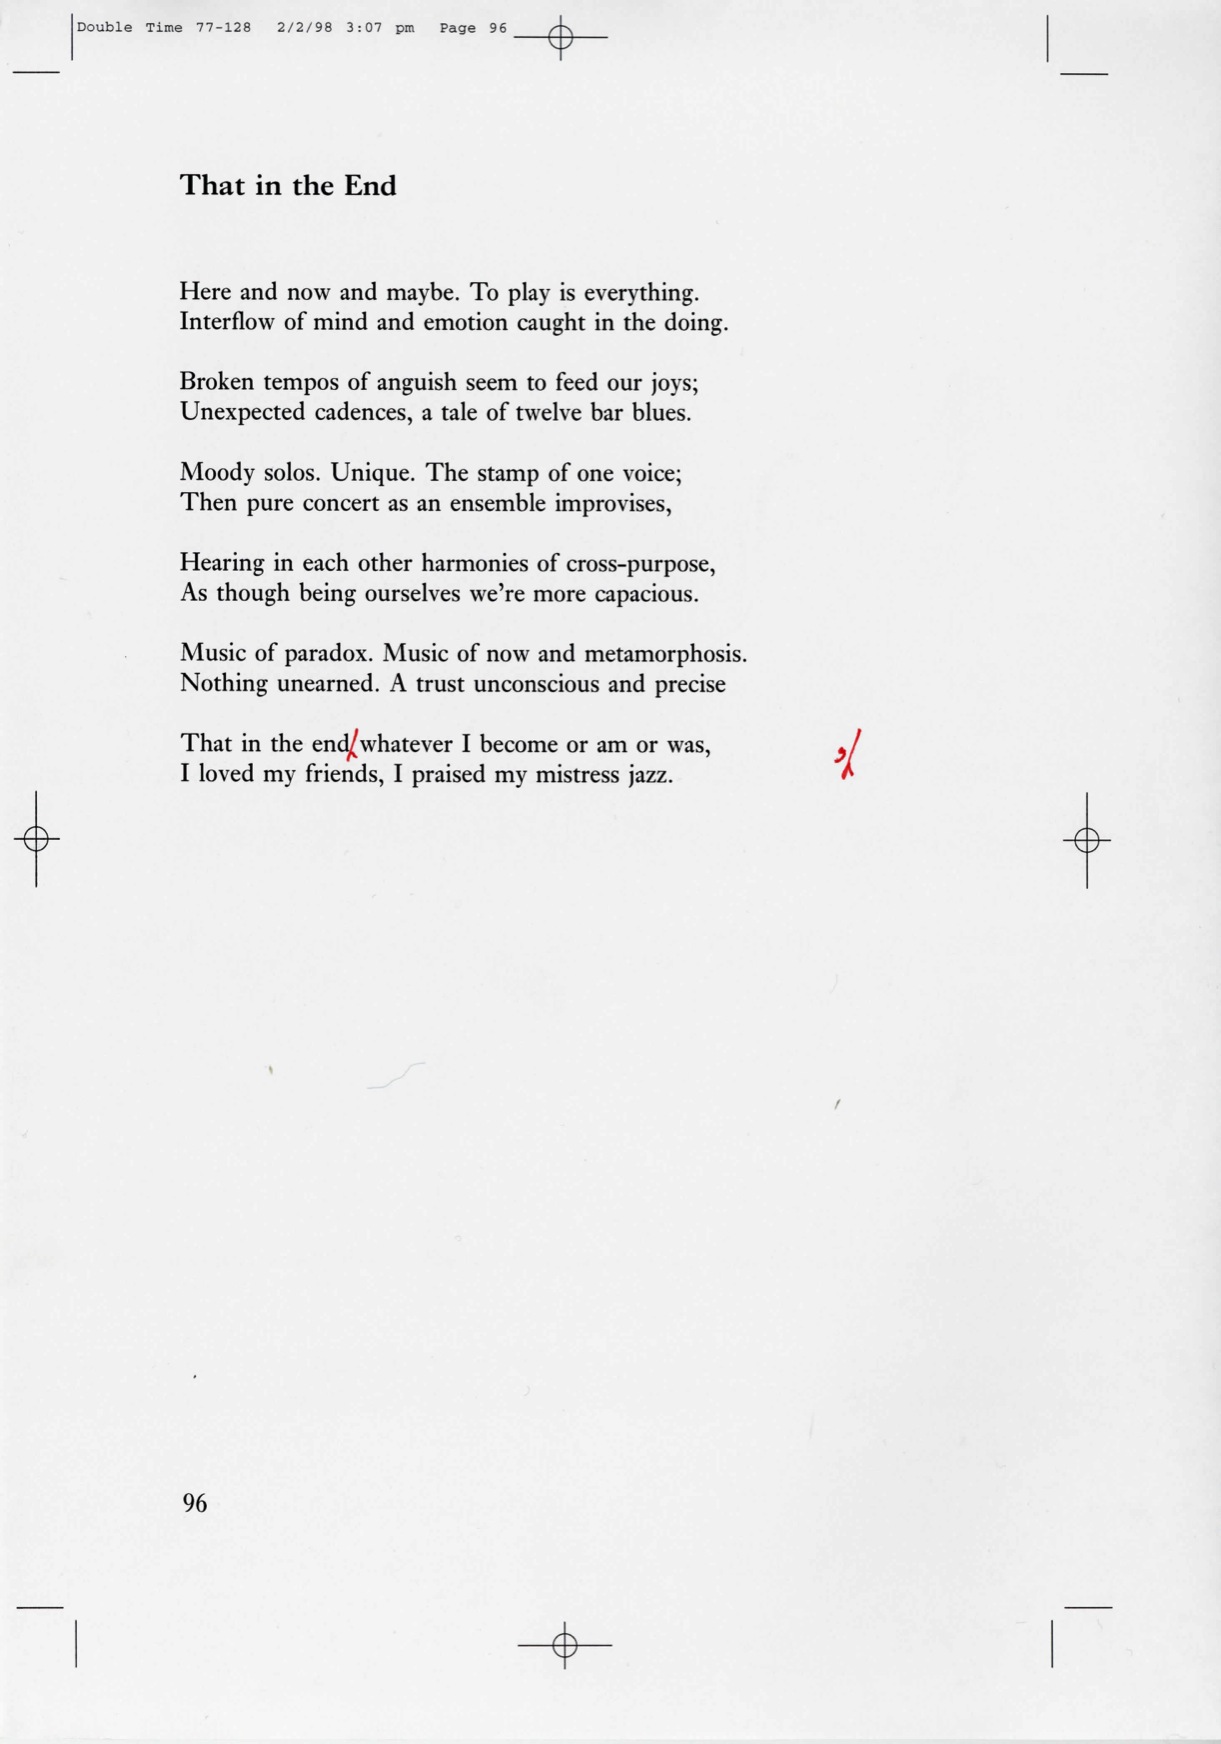 Double Time 77-128 2/2/98 3:07 pm Page 96
That in the End
Here and now and maybe. To play is everything.
Interflow of mind and emotion caught in the doing.
Broken tempos of anguish seem to feed our joys;
Unexpected cadences, a tale of twelve bar blues.
Moody solos. Unique. The stamp of one voice;
Then pure concert as an ensemble improvises,
Hearing in each other harmonies of cross-purpose,
As though being ourselves we're more capacious.
Music of paradox. Music of now and metamorphosis.
Nothing unearned. A trust unconscious and precise
That in the end whatever I become or am or was, ,
I loved my friends, I praised my mistress jazz.
96